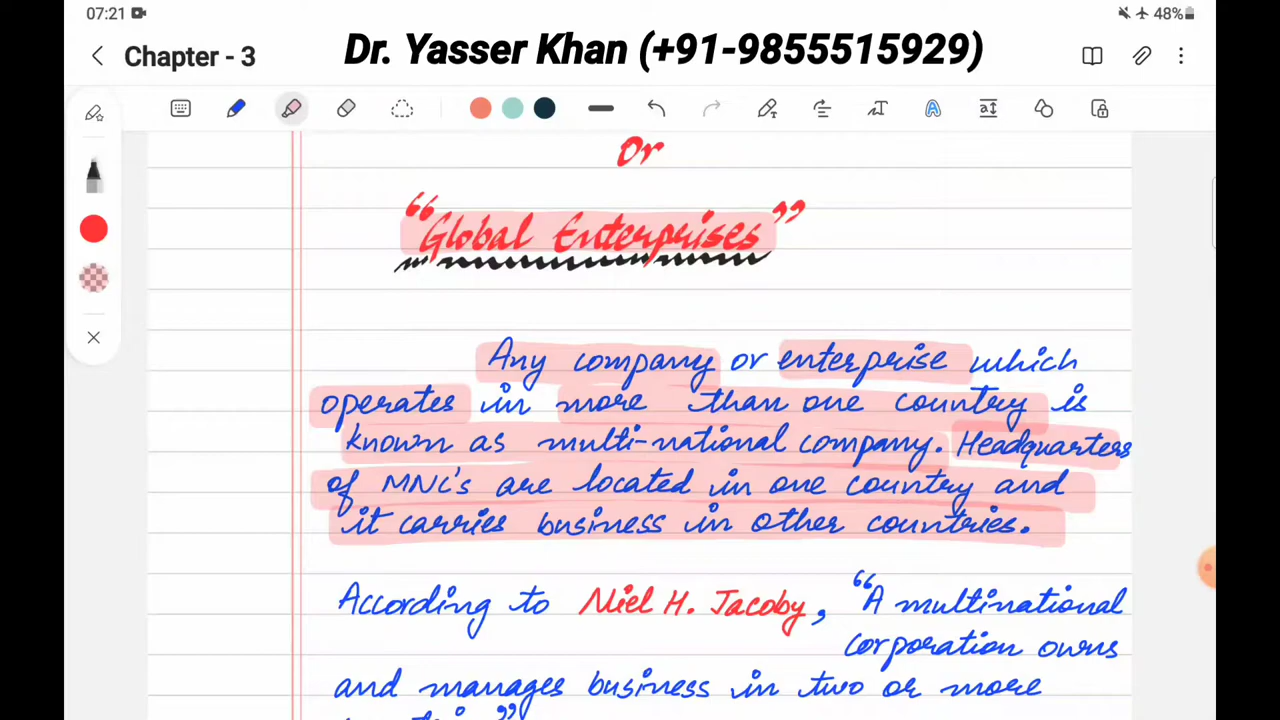 07:21
48%
Chapter - 3
Dr. Yasser Khan (+91-9855515929)
Or
"Global Enterprises"
Any company or enterprise which
operates in more than one country is
known as multi-national company. Headquarters
of MNC's are located in one country and
it carries business in other countries.
According to Niel H. Jacoby, "A multinational
corporation owns
and manages business in two or more